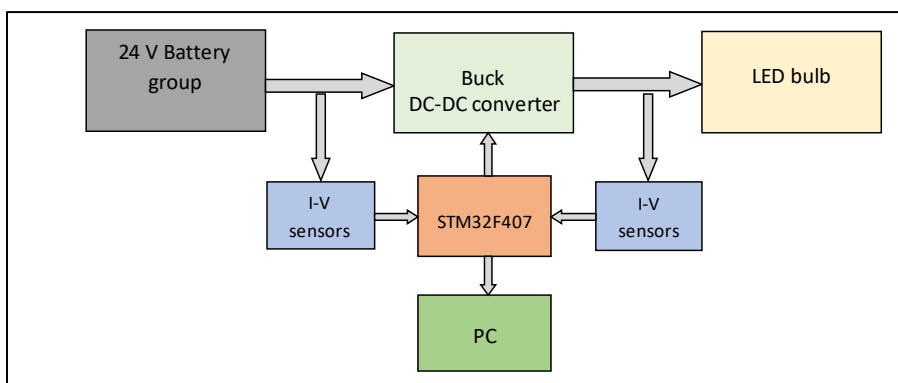 24 V Battery
group
Buck
DC-DC converter
LED bulb
I-V
sensors
STM32F407
I-V
sensors
PC